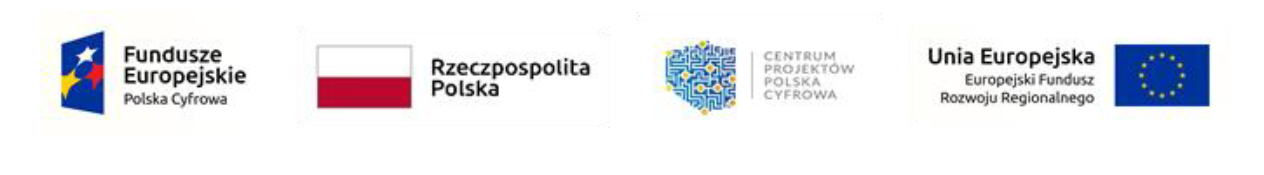 Fundusze
Europejskie
Polska Cyfrowa
Rzeczpospolita
Polska
CENTRUM
PROJEKTÓW
POLSKA
CYFROWA
Unia Europejska
Europejski Fundusz
Rozwoju Regionalnego